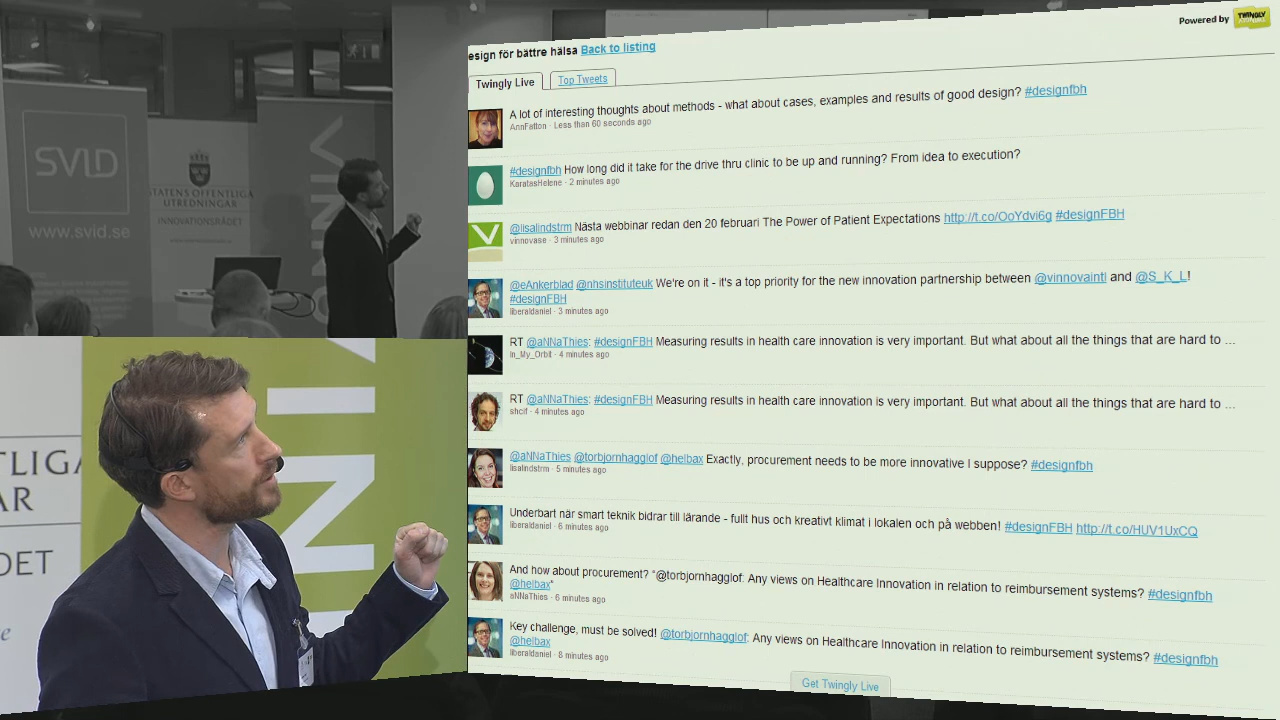 SVID
www.svid.se
STATENS OFFENTLIGA
UTREDNINGAR
INNOVATIONSRÅDET
VIN
TLIGA
AR
DET
IN
Powered by TWINGLY
esign för bättre hälsa Back to listing
Twingly Live
Top Tweets
A lot of interesting thoughts about methods - what about cases, examples and results of good design? #designfbh
AnnFatton · Less than 60 seconds ago
#designfbh How long did it take for the drive thru clinic to be up and running? From idea to execution?
KaratasHelene · 2 minutes ago
@lisalindstrm Nästa webbinar redan den 20 februari The Power of Patient Expectations http://t.co/OoYdvi6g #designFBH
vinnovase · 3 minutes ago
@eAnkerblad @nhsinstituteuk We're on it - it's a top priority for the new innovation partnership between @vinnovaintl and @S_K_L!
#designFBH
liberaldaniel · 3 minutes ago
RT @aNNaThies: #designFBH Measuring results in health care innovation is very important. But what about all the things that are hard to ...
In_My_Orbit · 4 minutes ago
RT @aNNaThies: #designFBH Measuring results in health care innovation is very important. But what about all the things that are hard to ...
shcif · 4 minutes ago
@aNNaThies @torbjornhagglof @helbax Exactly, procurement needs to be more innovative I suppose? #designfbh
lisalindstrm · 5 minutes ago
Underbart när smart teknik bidrar till lärande - fullt hus och kreativt klimat i lokalen och på webben! #designFBH http://t.co/HUV1UxCQ
liberaldaniel · 6 minutes ago
And how about procurement? "@torbjornhagglof: Any views on Healthcare Innovation in relation to reimbursement systems? #designfbh
@helbax"
aNNaThies · 6 minutes ago
Key challenge, must be solved! @torbjornhagglof: Any views on Healthcare Innovation in relation to reimbursement systems? #designfbh
@helbax
liberaldaniel · 8 minutes ago
Get Twingly Live